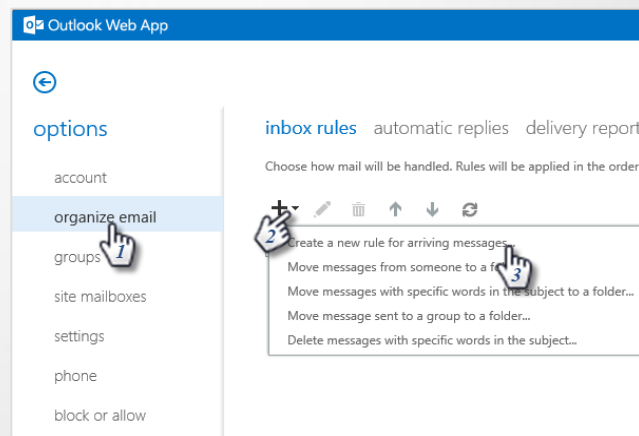 Outlook Web App
options
account
organize email
groups
site mailboxes
settings
phone
block or allow
inbox rules automatic replies delivery report
Choose how mail will be handled. Rules will be applied in the order
Create a new rule for arriving messages...
Move messages from someone to a
Move messages with specific words in the subject to a folder...
Move message sent to a group to a folder...
Delete messages with specific words in the subject...
1
2
3